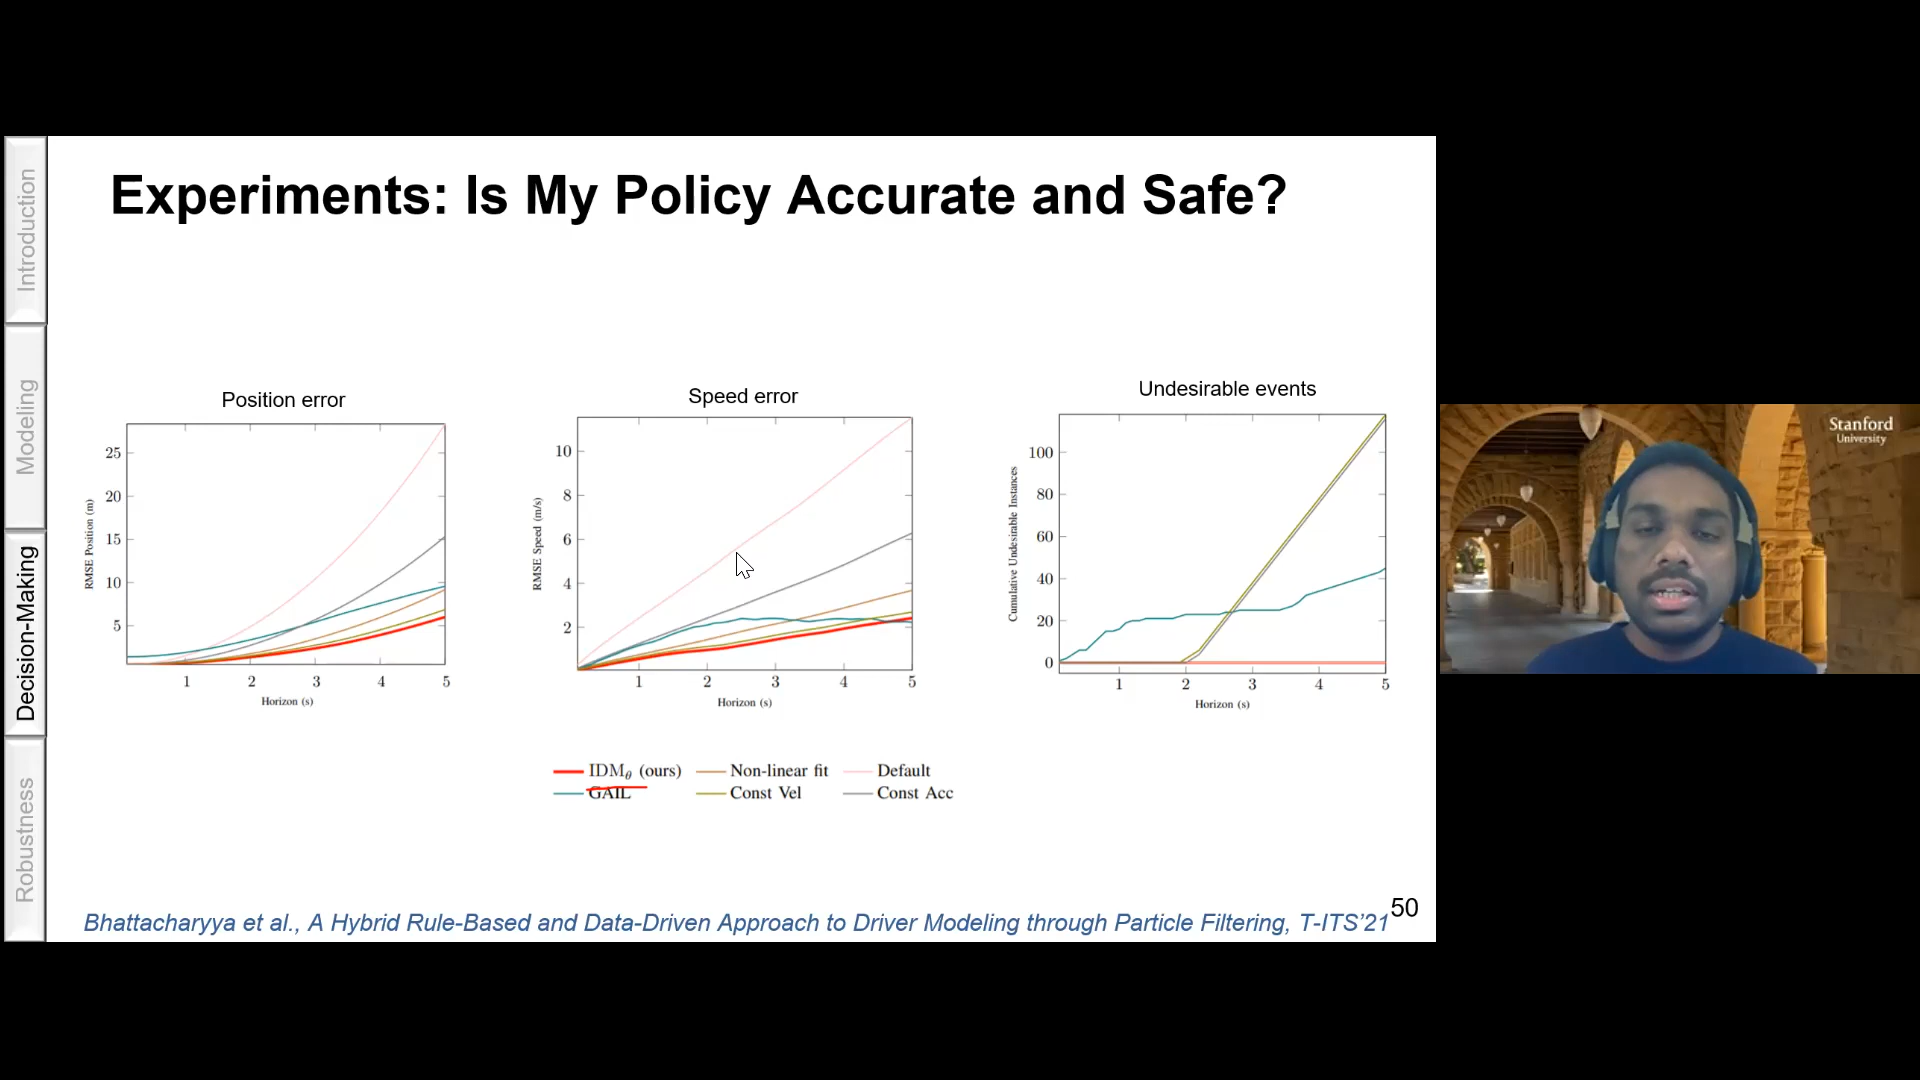 Experiments: Is My Policy Accurate and Safe?
Introduction
Modeling
Decision-Making
Robustness
Position error
RMSE Position (m)
25
20
15
10
5
1 2 3 4 5
Horizon (s)
Speed error
RMSE Speed (m/s)
10
8
6
4
2
1 2 3 4 5
Horizon (s)
Undesirable events
Cumulative Undesirable Instances
100
80
60
40
20
0
1 2 3 4 5
Horizon (s)
IDMθ (ours) Non-linear fit Default
GAIL Const Vel Const Acc
Bhattacharyya et al., A Hybrid Rule-Based and Data-Driven Approach to Driver Modeling through Particle Filtering, T-ITS’21
50
Stanford
University